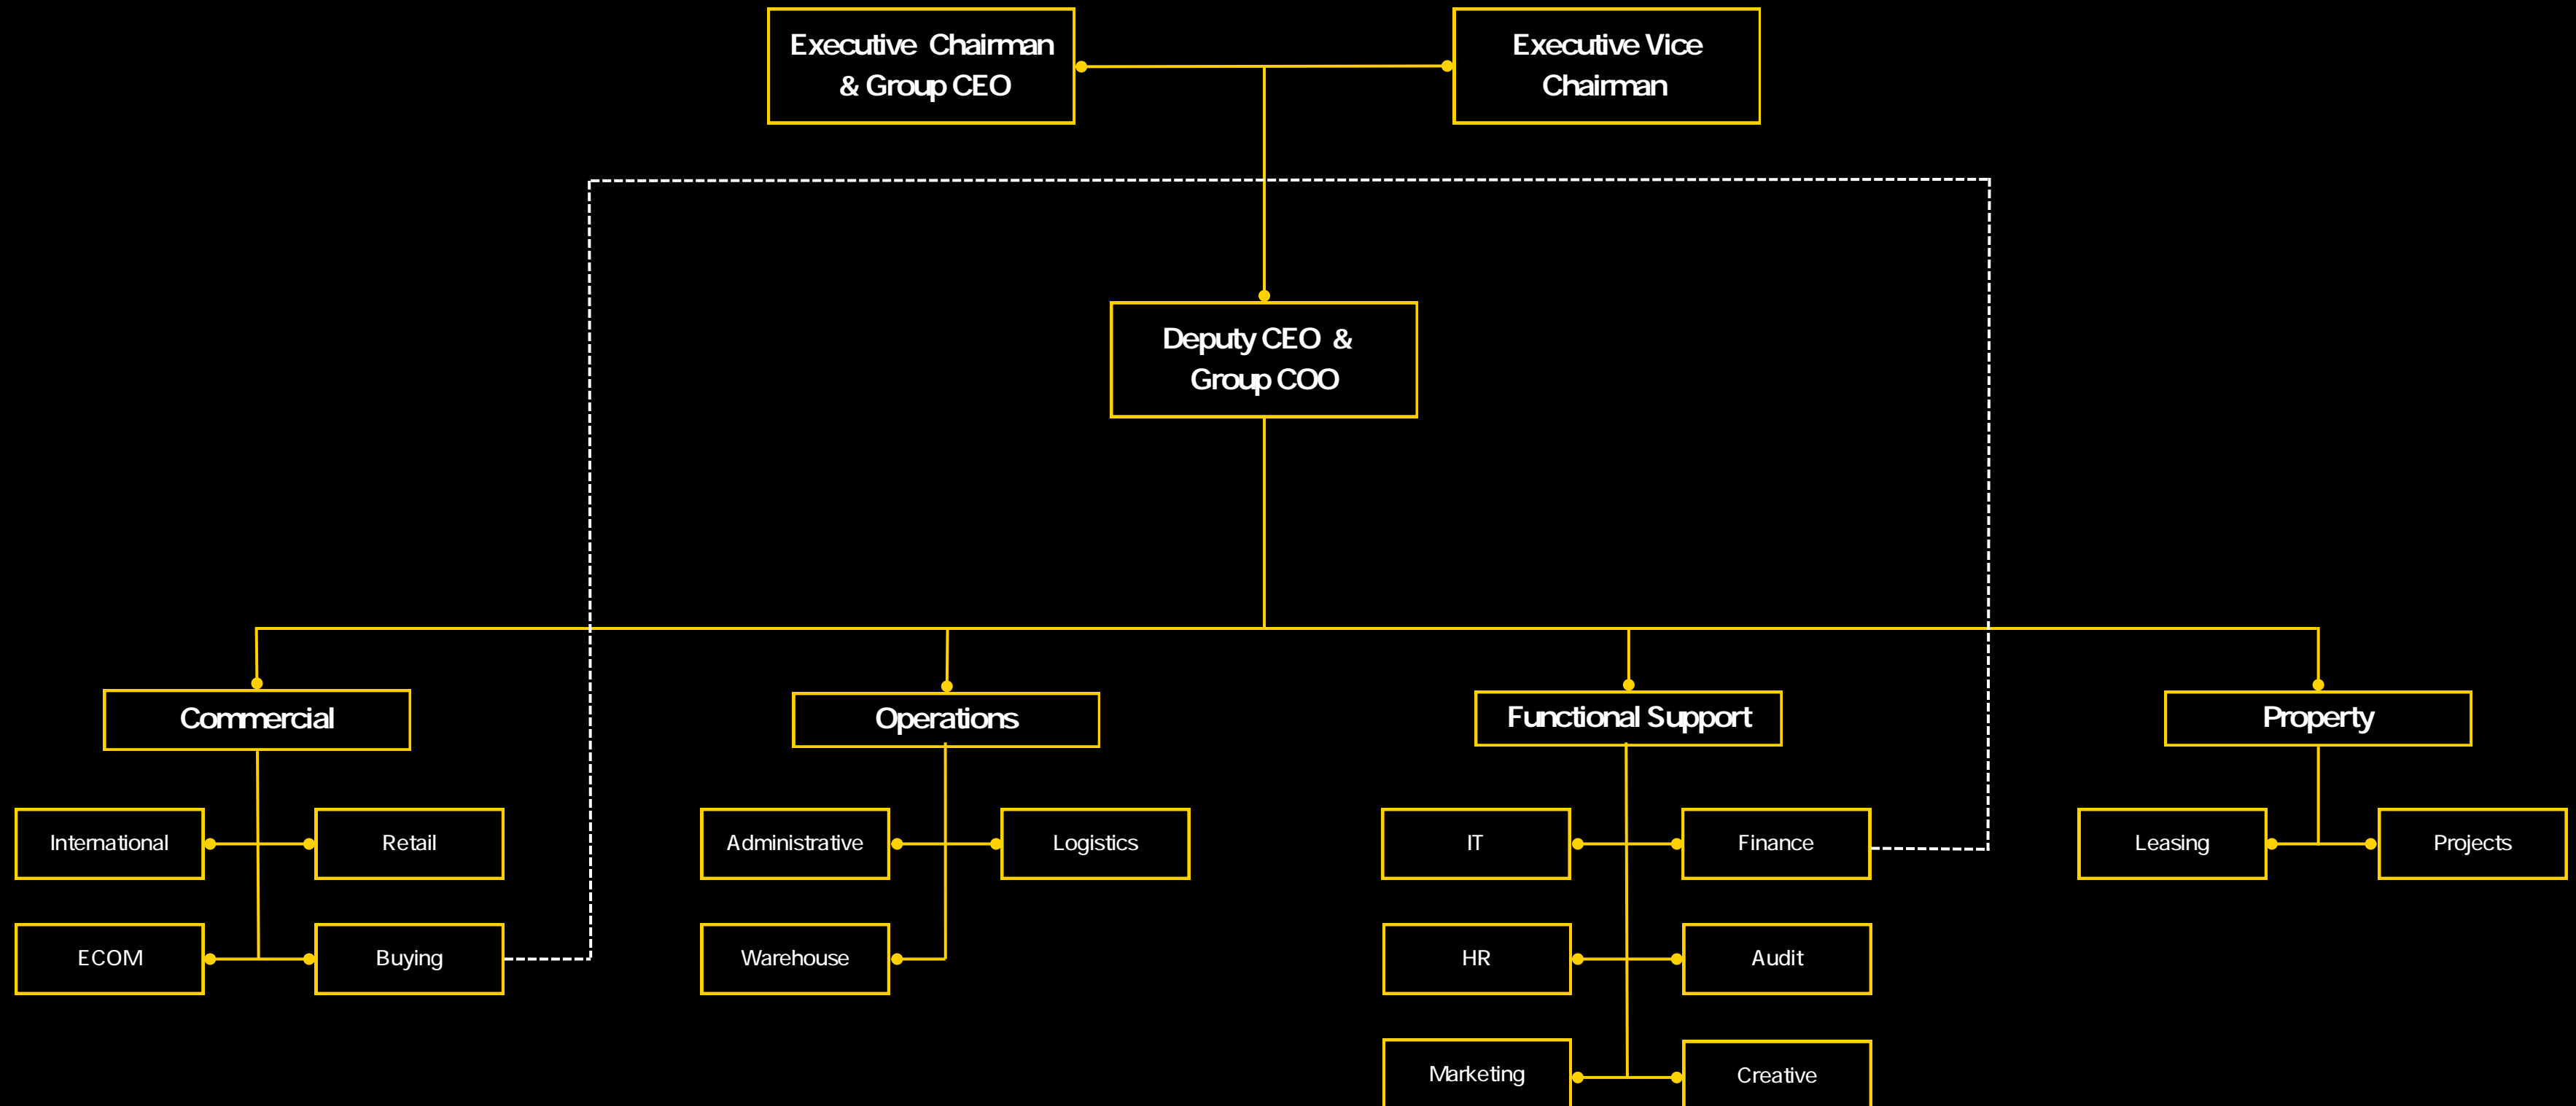 Executive Chairman
& Group CEO
Executive Vice
Chairman
Deputy CEO &
Group COO
Commercial
Operations
Functional Support
Property
International
Retail
Administrative
Logistics
IT
Finance
Leasing
Projects
ECOM
Buying
Warehouse
HR
Audit
Marketing
Creative